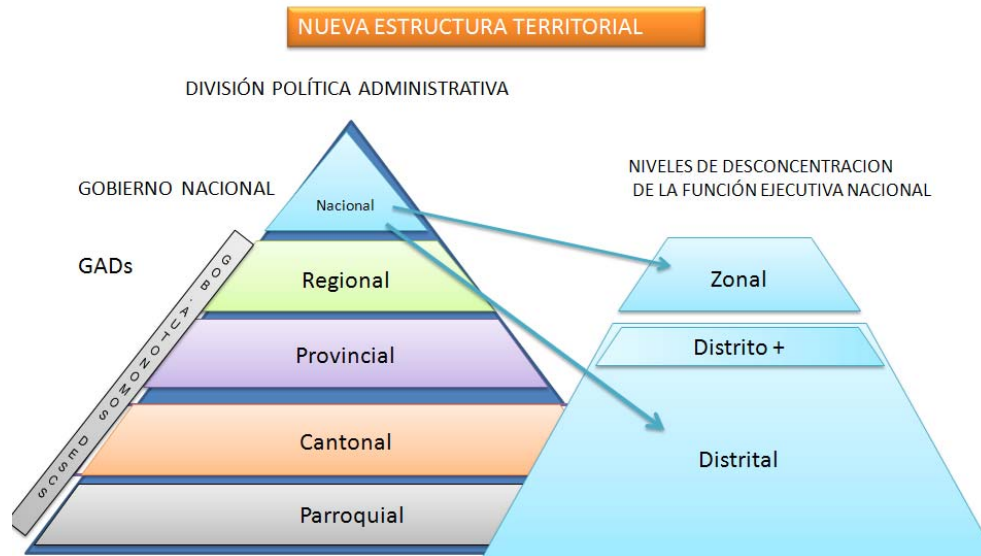 NUEVA ESTRUCTURA TERRITORIAL
DIVISIÓN POLÍTICA ADMINISTRATIVA
NIVELES DE DESCONCENTRACION
DE LA FUNCIÓN EJECUTIVA NACIONAL
GOBIERNO NACIONAL
Nacional
GADs
GOB. AUTONOMOS DESCS
Regional
Zonal
Provincial
Distrito +
Cantonal
Distrital
Parroquial